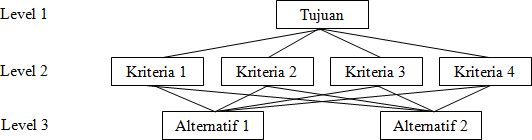 Level 1 Tujuan
Level 2 Kriteria 1 Kriteria 2 Kriteria 3 Kriteria 4
Level 3 Alternatif 1 Alternatif 2